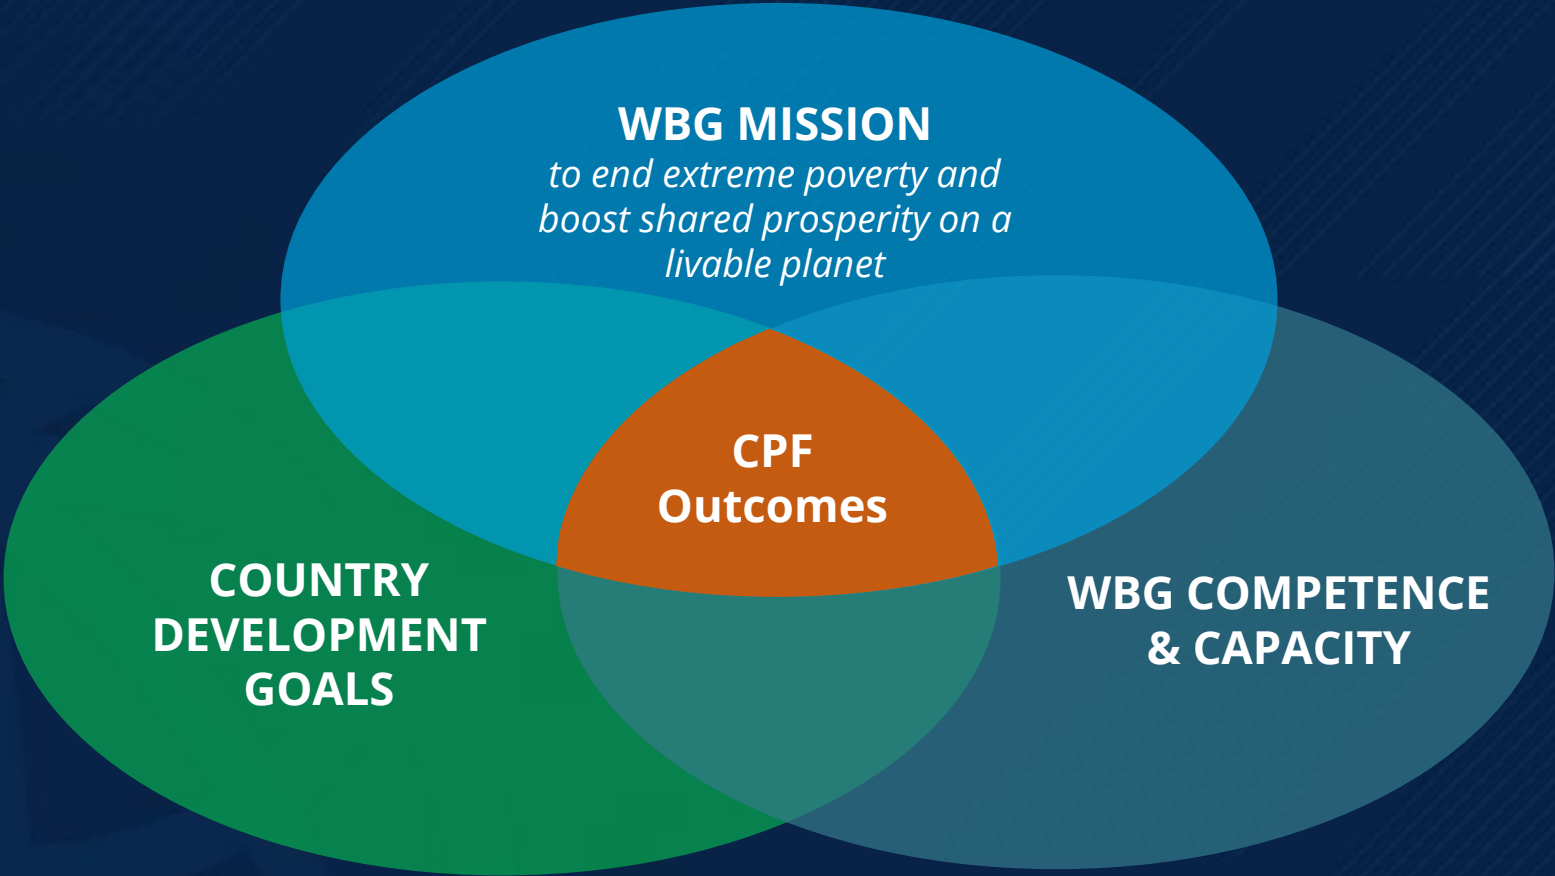 WBG MISSION
to end extreme poverty and
boost shared prosperity on a
livable planet
CPF
Outcomes
COUNTRY
DEVELOPMENT
GOALS
WBG COMPETENCE
& CAPACITY